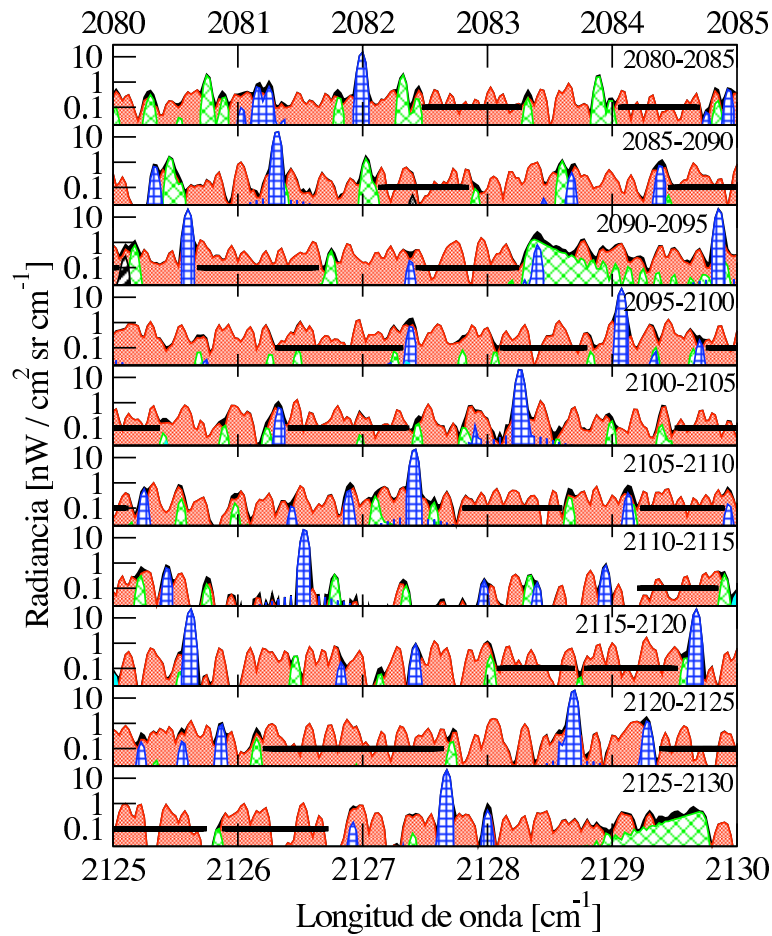 2080 2081 2082 2083 2084 2085
10 1 0.1 2080-2085
10 1 0.1 2085-2090
10 1 0.1 2090-2095
10 1 0.1 2095-2100
10 1 0.1 2100-2105
10 1 0.1 2105-2110
10 1 0.1 2110-2115
10 1 0.1 2115-2120
10 1 0.1 2120-2125
10 1 0.1 2125-2130
Radiancia [nW / cm² sr cm⁻¹]
2125 2126 2127 2128 2129 2130
Longitud de onda [cm⁻¹]